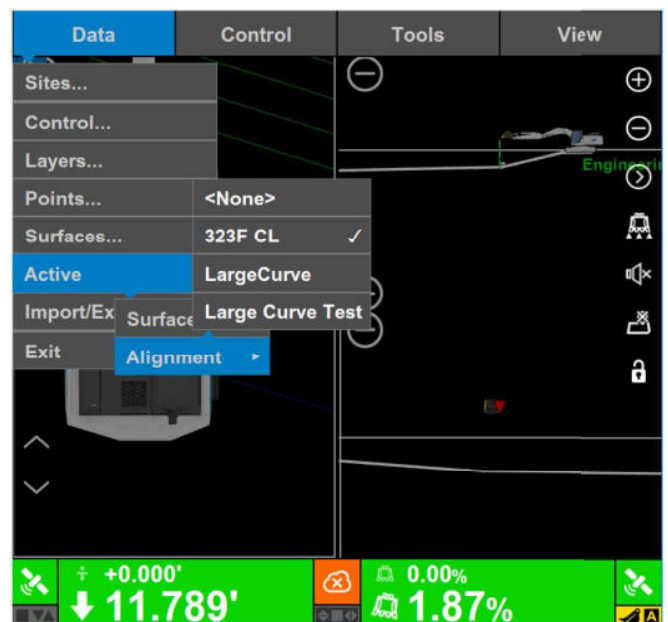 Data Control Tools View
Sites...
Control...
Layers...
Points...
Surfaces...
Active
Import/Ex
Exit
Surface
Alignment
<None>
323F CL
LargeCurve
Large Curve Test
Engineeri
+0.000'
11.789'
0.00%
1.87%
A